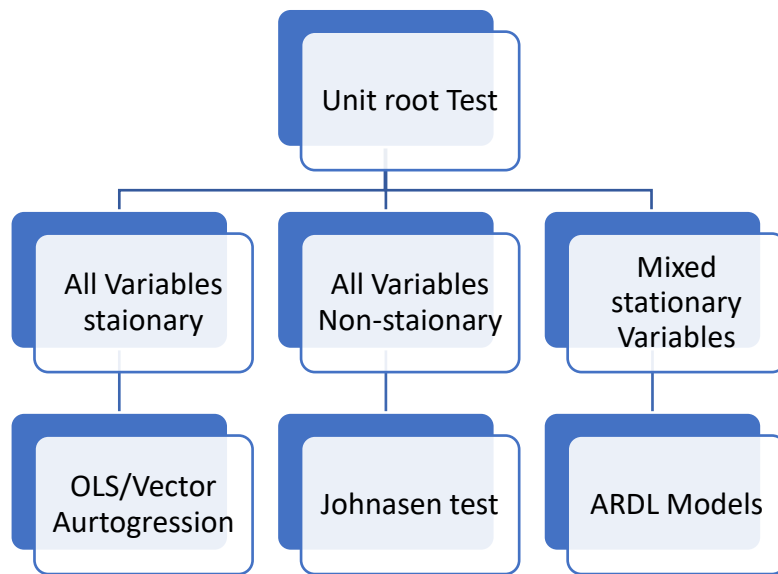 Unit root Test
All Variables
staionary
All Variables
Non-staionary
Mixed
stationary
Variables
OLS/Vector
Aurtogression
Johnasen test
ARDL Models